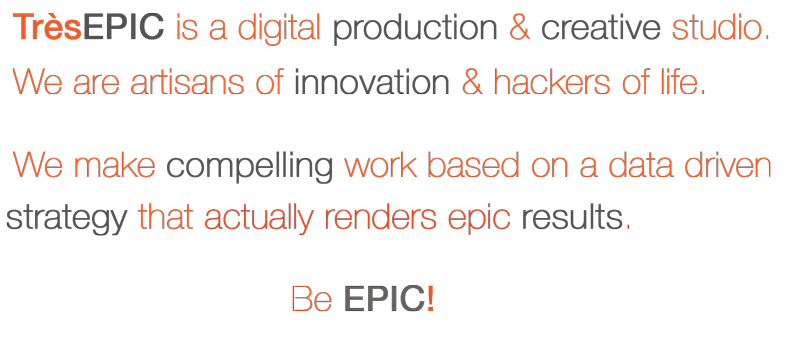 TrèsEPIC is a digital production & creative studio.
We are artisans of innovation & hackers of life.
We make compelling work based on a data driven
strategy that actually renders epic results.
Be EPIC!